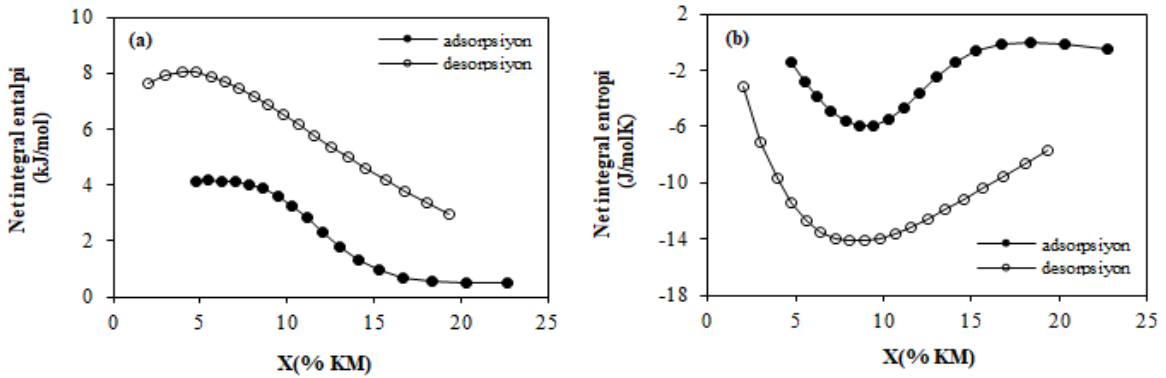 Net integral entalpi
(kJ/mol)
10
8
6
4
2
0
(a)
adsorpsiyon
desorpsiyon
0 5 10 15 20 25
X(% KM)
Net integral entropi
(J/molK)
2
-2
-6
-10
-14
-18
(b)
adsorpsiyon
desorpsiyon
0 5 10 15 20 25
X(% KM)